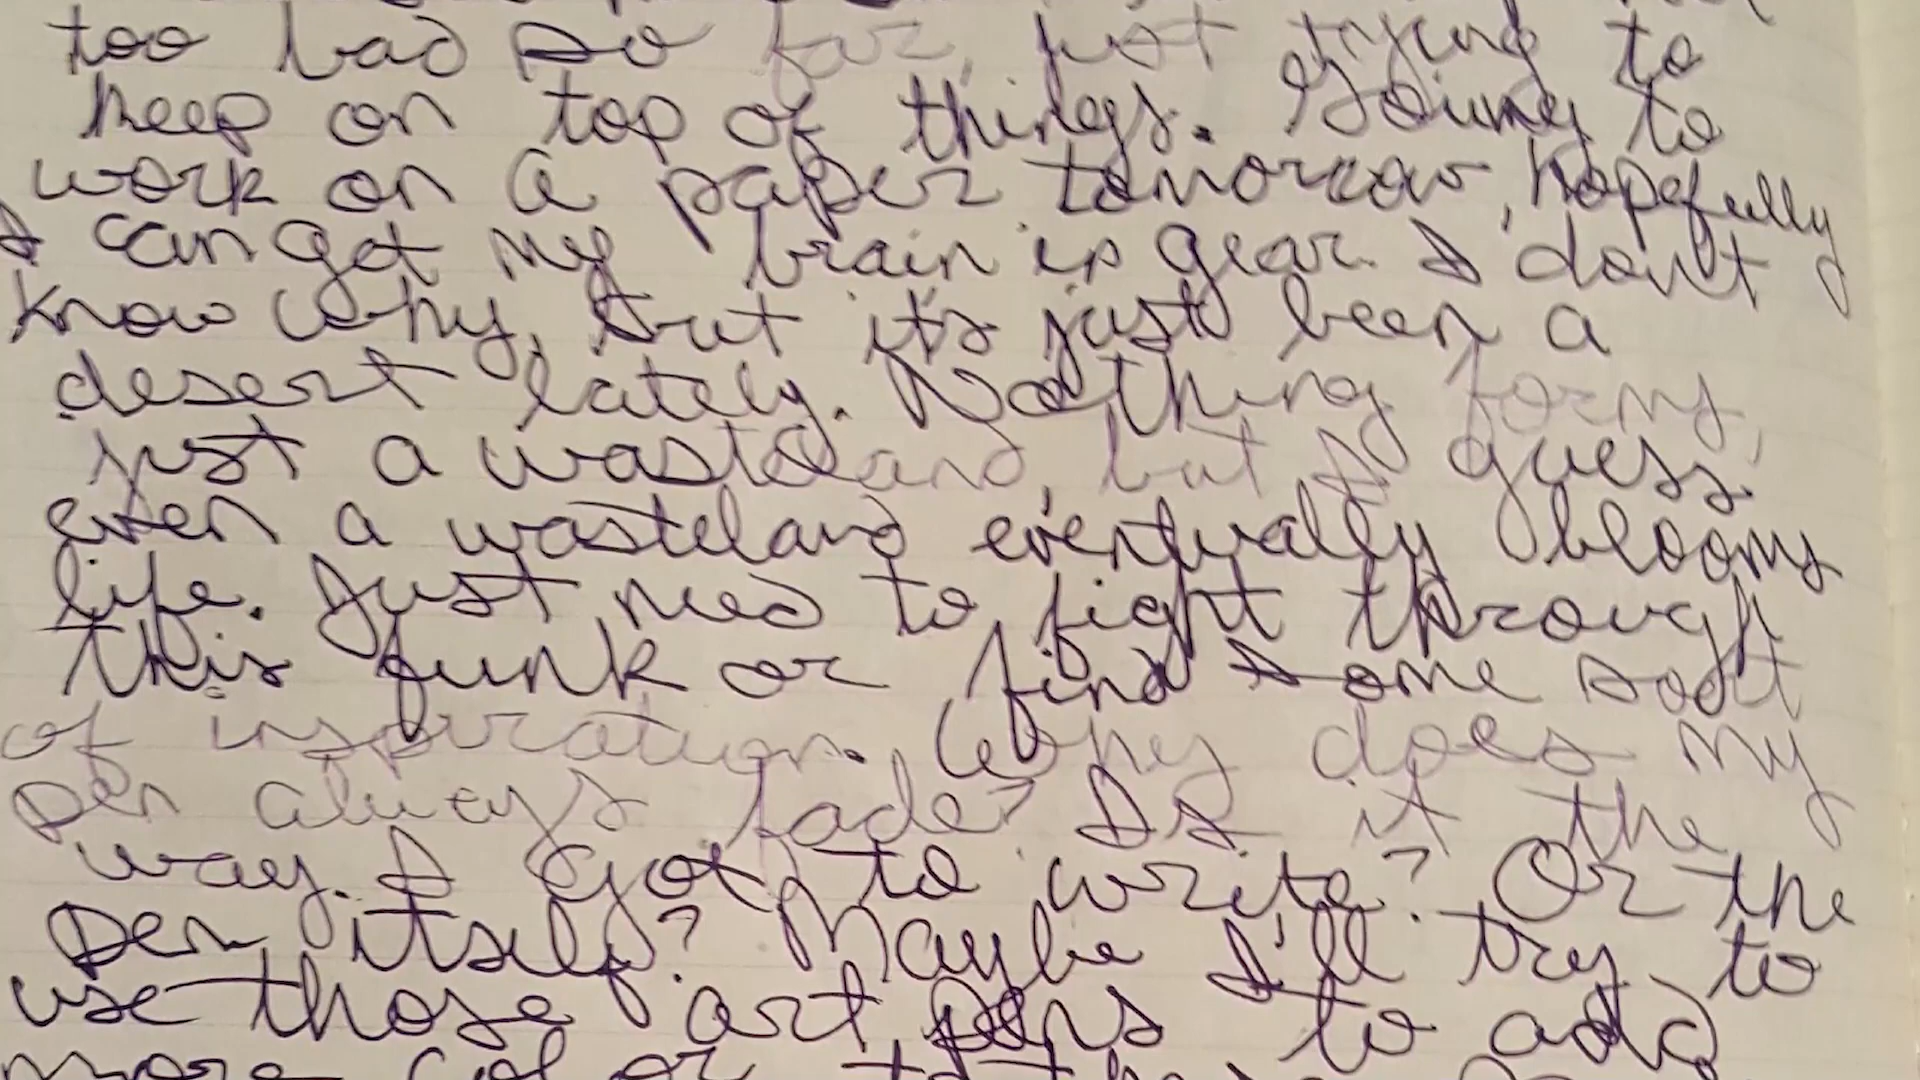 too bad so far, just trying to
keep on top of things. Going to
work on a paper tomorrow, hopefully
I can get my brain in gear. I don't
know why, but it's just been a
desert lately. Nothing forms,
just a wasteland, but I guess
even a wasteland eventually blooms
life. Just need to fight through
this funk or find some sort
of inspiration. Why does my
pen always fade? Is it the
way I got to write? Or the
pen itself? Maybe I'll try to
use those art pens to add
more color to